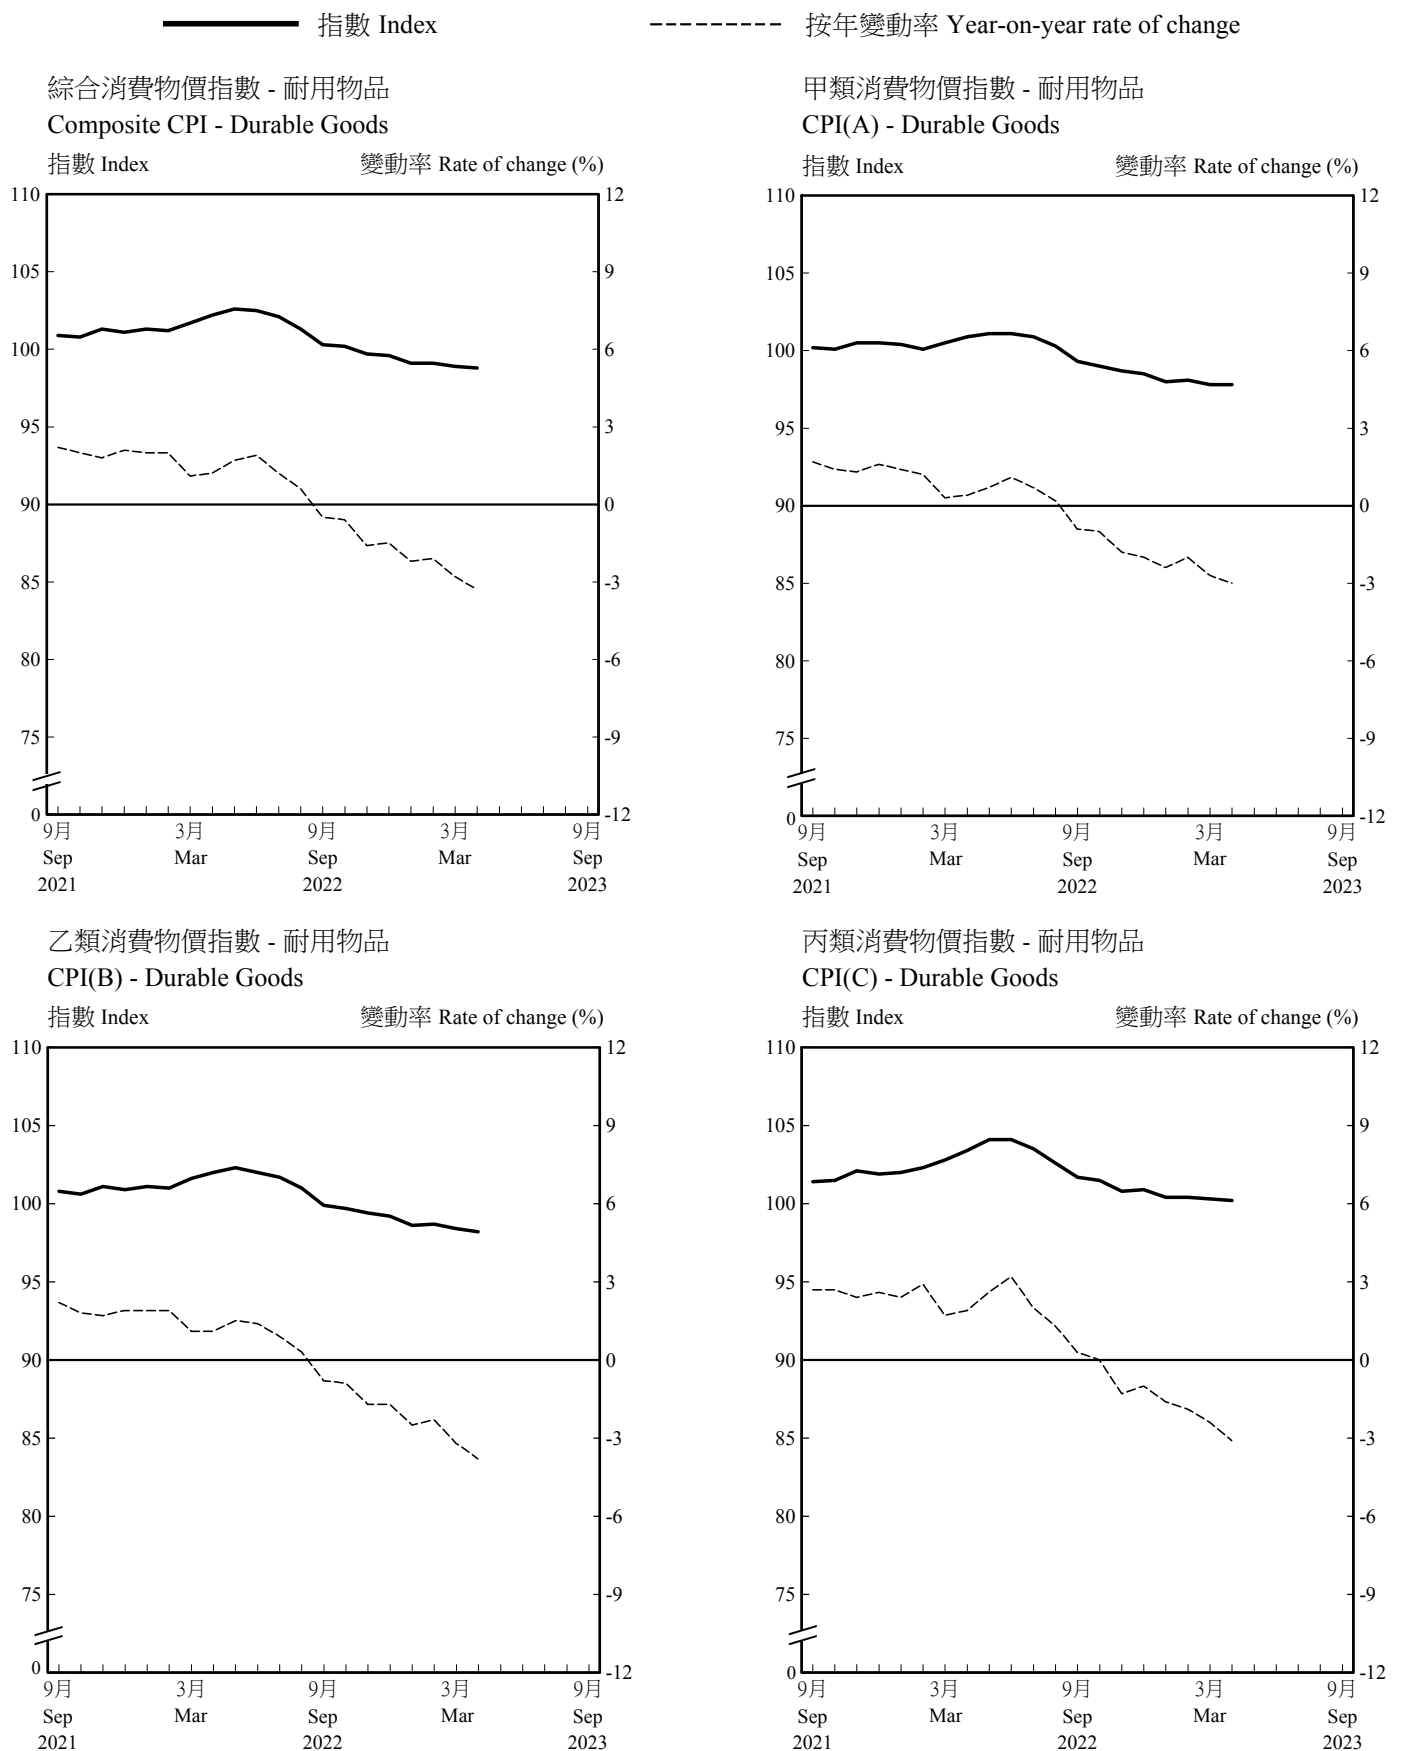 指數 Index
按年變動率 Year-on-year rate of change
綜合消費物價指數 - 耐用物品
Composite CPI - Durable Goods
指數 Index 變動率 Rate of change (%)
110 12
105 9
100 6
95 3
90 0
85 -3
80 -6
75 -9
0 -12
9月 3月 9月 3月 9月
Sep Mar Sep Mar Sep
2021 2022 2023
甲類消費物價指數 - 耐用物品
CPI(A) - Durable Goods
指數 Index 變動率 Rate of change (%)
110 12
105 9
100 6
95 3
90 0
85 -3
80 -6
75 -9
0 -12
9月 3月 9月 3月 9月
Sep Mar Sep Mar Sep
2021 2022 2023
乙類消費物價指數 - 耐用物品
CPI(B) - Durable Goods
指數 Index 變動率 Rate of change (%)
110 12
105 9
100 6
95 3
90 0
85 -3
80 -6
75 -9
0 -12
9月 3月 9月 3月 9月
Sep Mar Sep Mar Sep
2021 2022 2023
丙類消費物價指數 - 耐用物品
CPI(C) - Durable Goods
指數 Index 變動率 Rate of change (%)
110 12
105 9
100 6
95 3
90 0
85 -3
80 -6
75 -9
0 -12
9月 3月 9月 3月 9月
Sep Mar Sep Mar Sep
2021 2022 2023